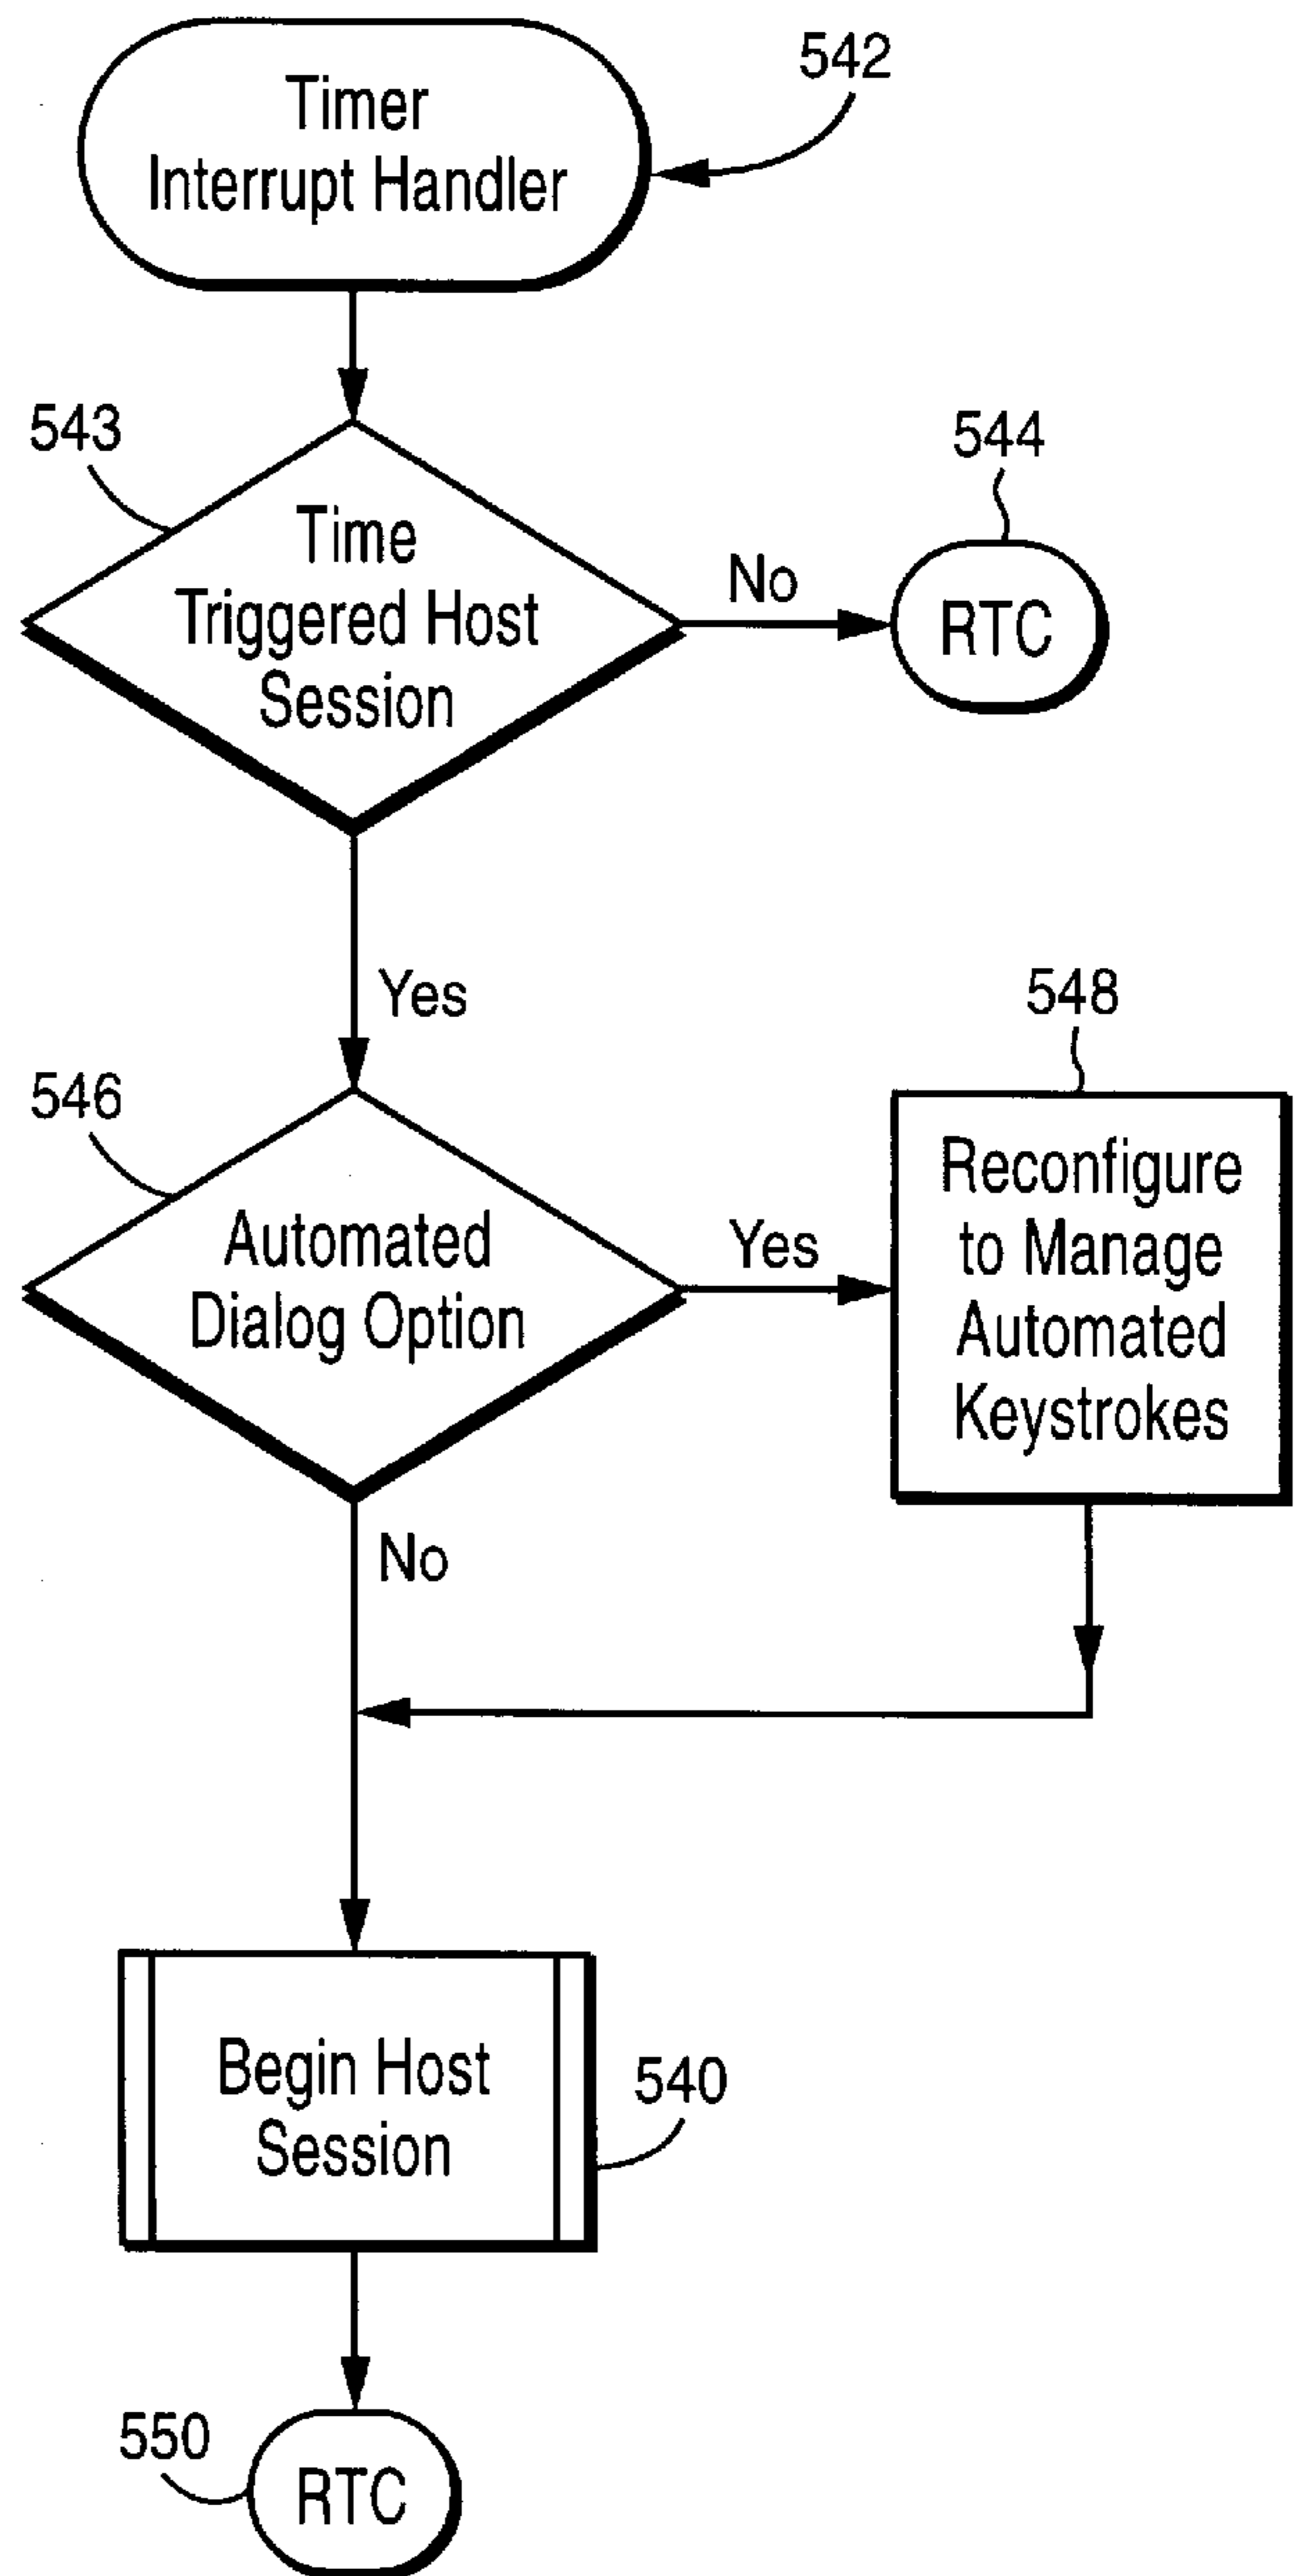 542
Timer
Interrupt Handler
543
544
Time
Triggered Host
Session
No
RTC
Yes
548
546
Reconfigure
to Manage
Automated
Keystrokes
Automated
Dialog Option
Yes
No
Begin Host
Session
540
550
RTC